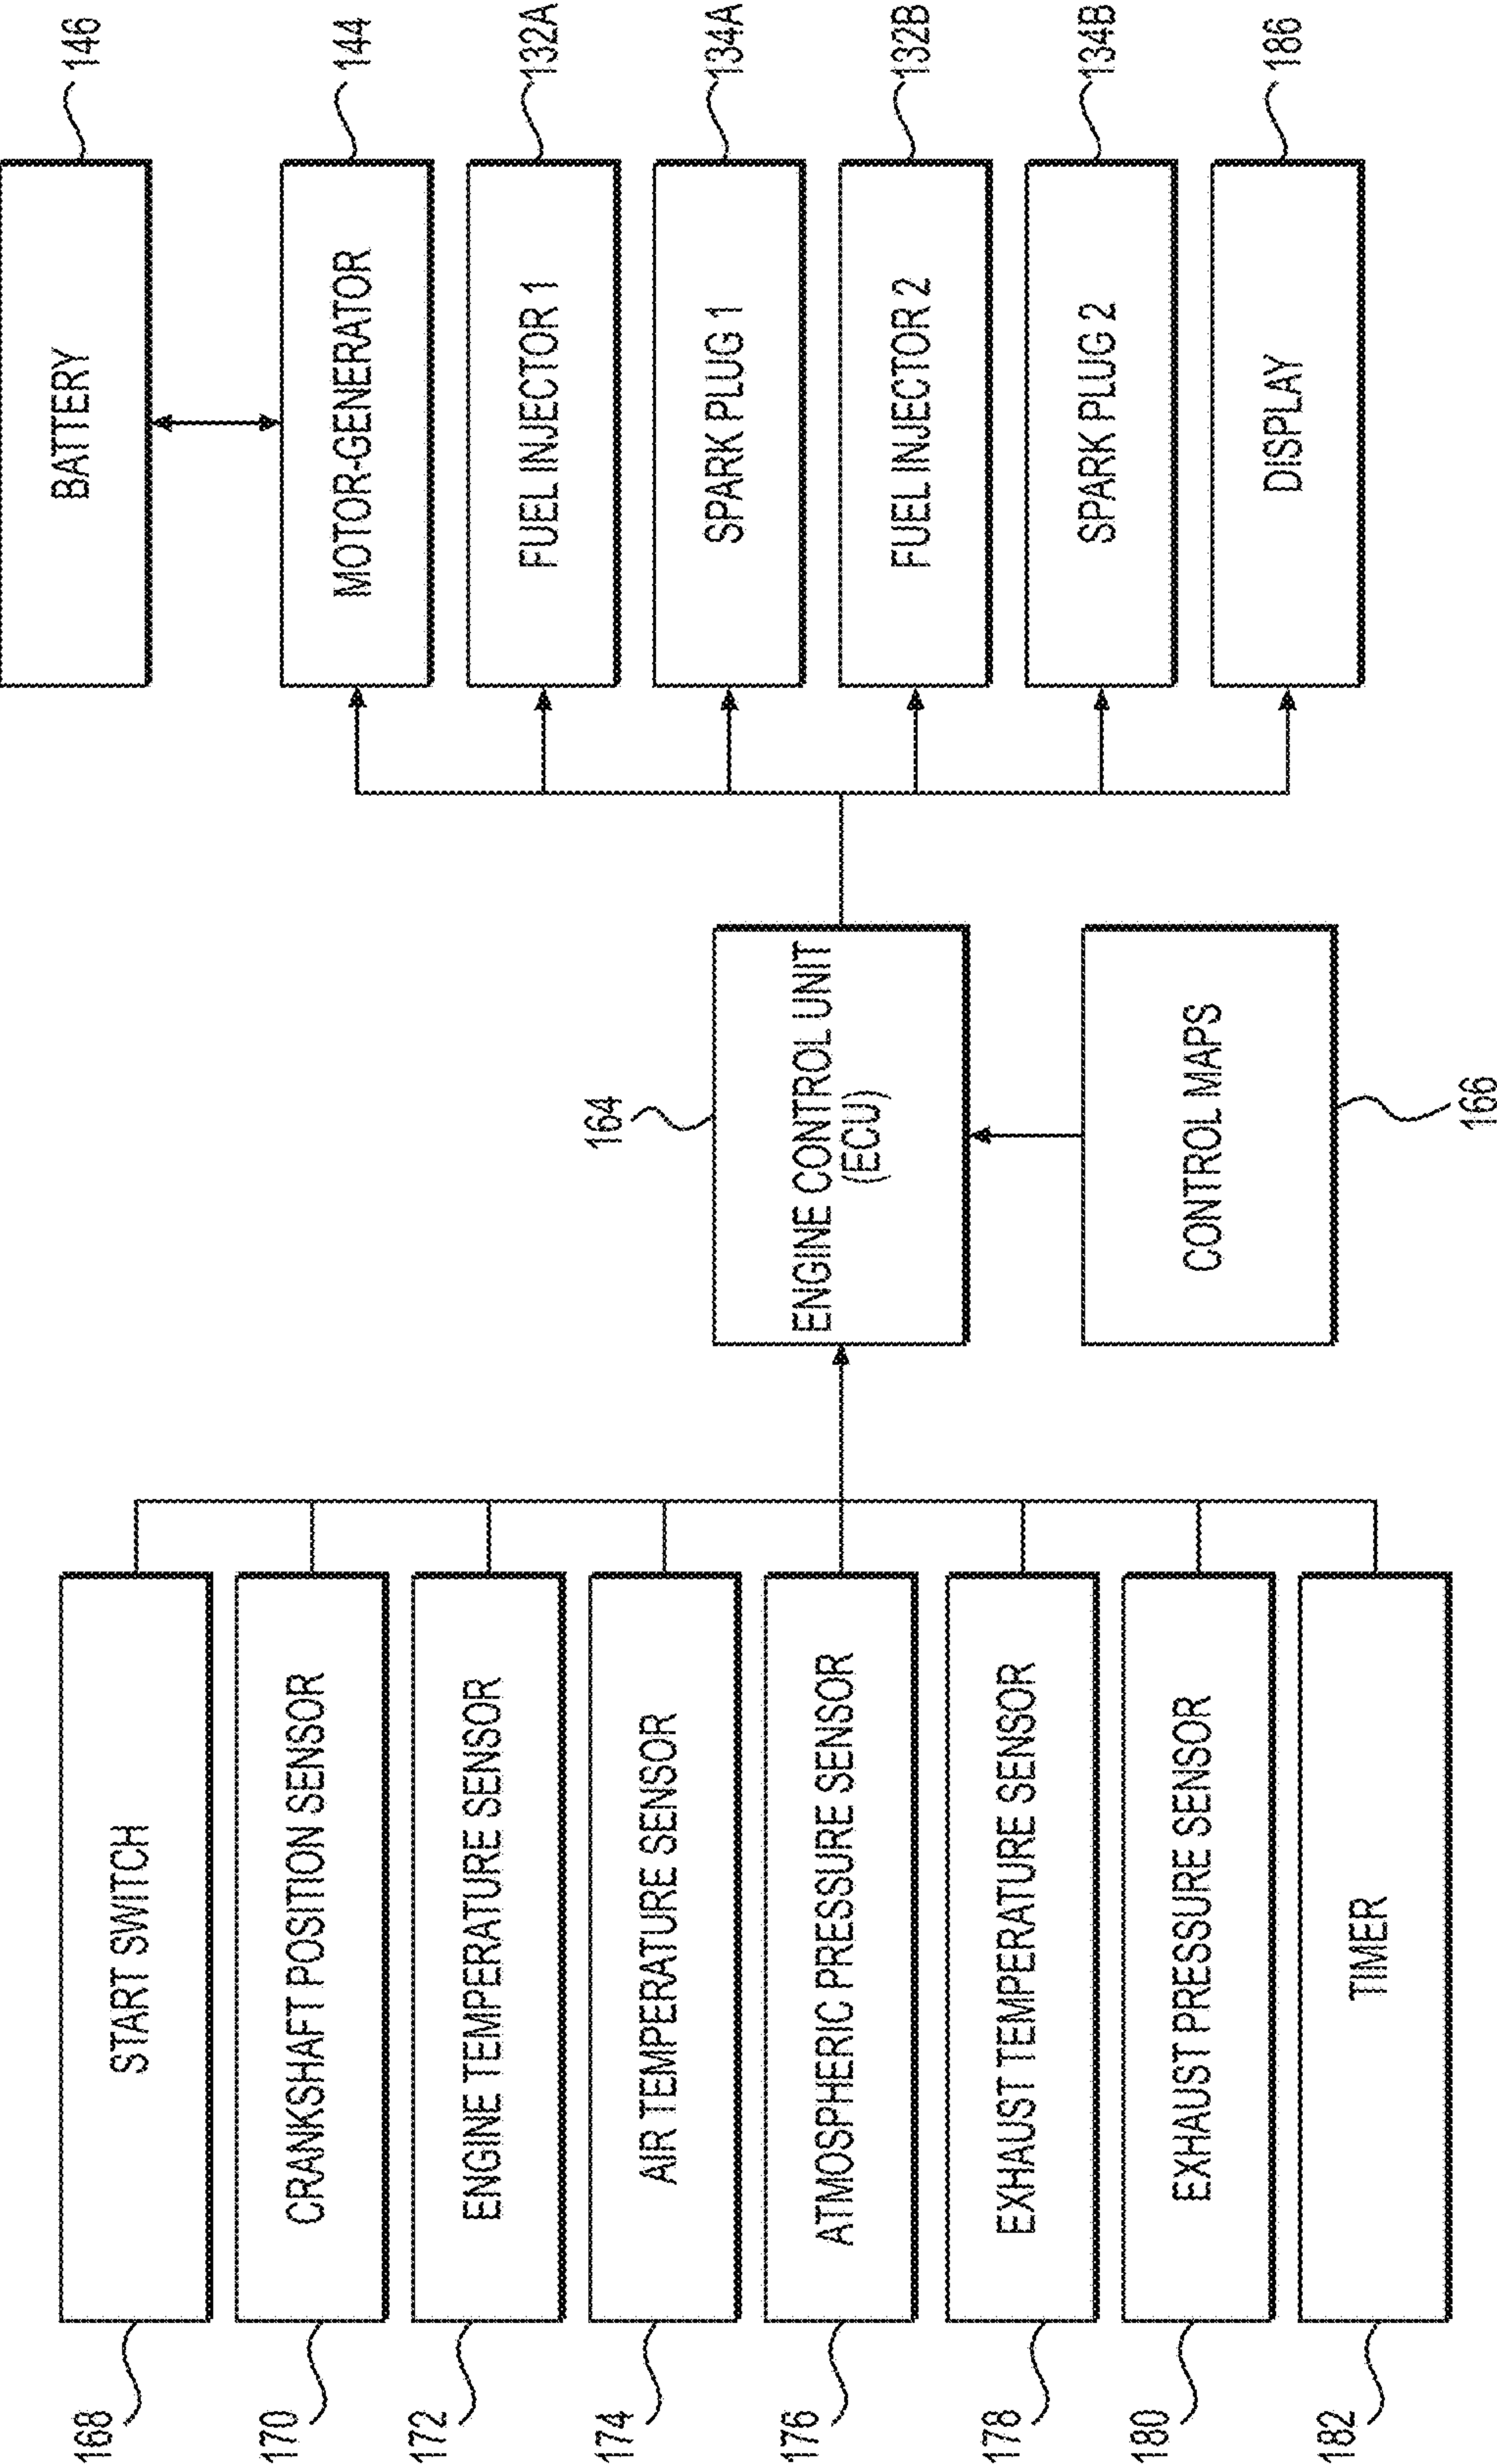 168
START SWITCH
170
CRANKSHAFT POSITION SENSOR
172
ENGINE TEMPERATURE SENSOR
174
AIR TEMPERATURE SENSOR
176
ATMOSPHERIC PRESSURE SENSOR
178
EXHAUST TEMPERATURE SENSOR
180
EXHAUST PRESSURE SENSOR
182
TIMER
164
ENGINE CONTROL UNIT
(ECU)
CONTROL MAPS
166
BATTERY
146
MOTOR-GENERATOR
144
FUEL INJECTOR 1
132A
SPARK PLUG 1
134A
FUEL INJECTOR 2
132B
SPARK PLUG 2
134B
DISPLAY
186